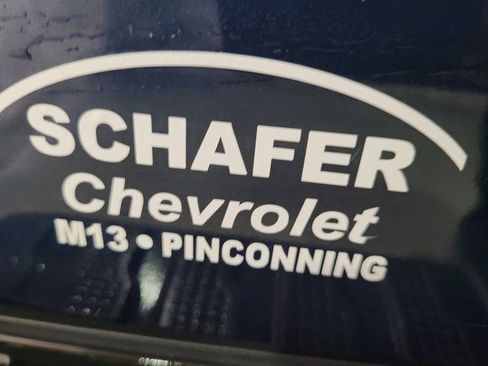 SCHAFER
Chevrolet
M13 • PINCONNING